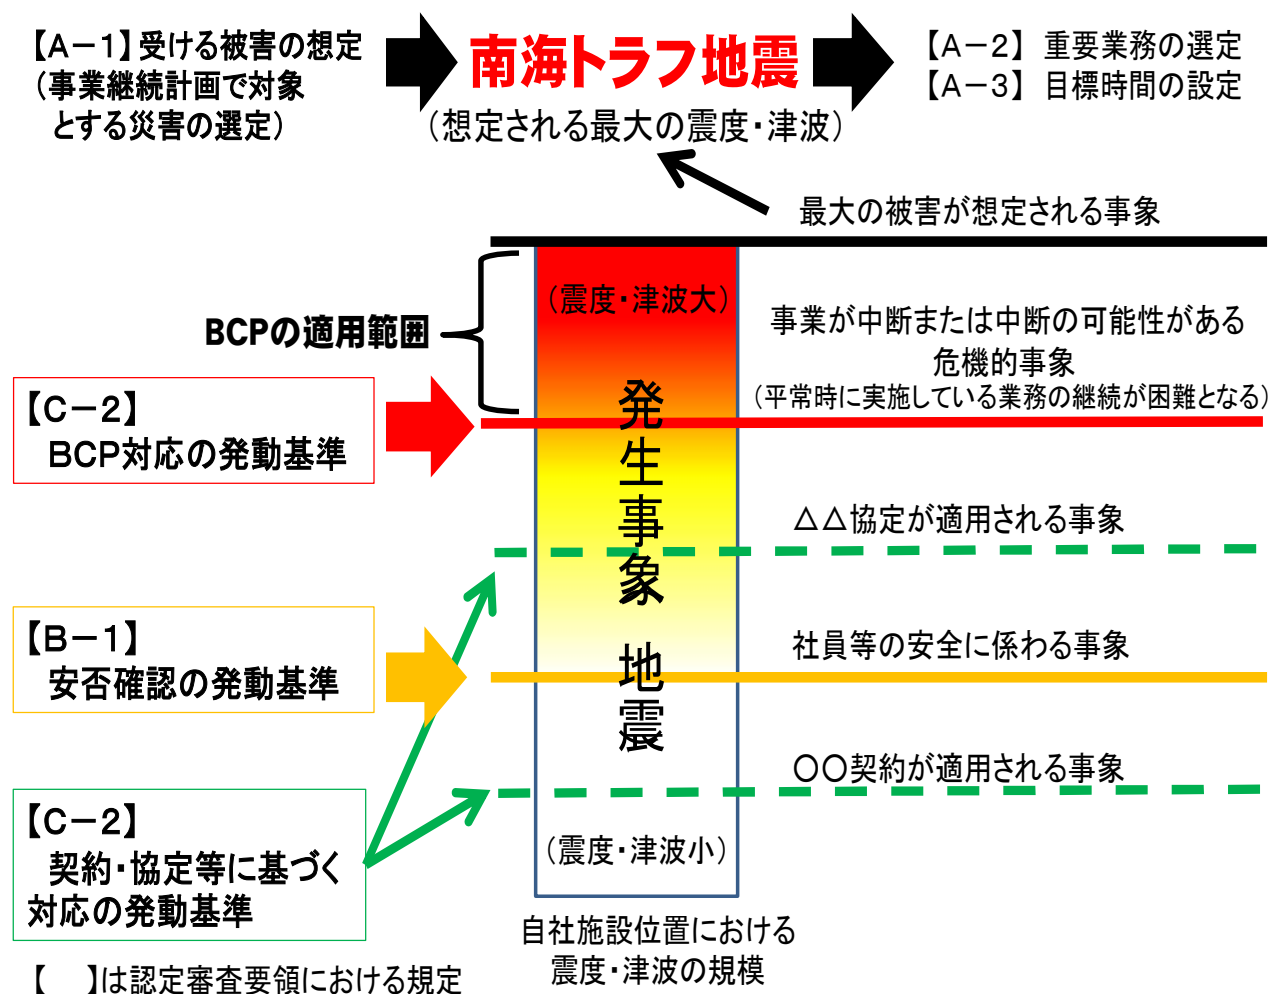 【A－1】受ける被害の想定
（事業継続計画で対象
とする災害の選定）
南海トラフ地震
（想定される最大の震度・津波）
【A－2】 重要業務の選定
【A－3】 目標時間の設定
最大の被害が想定される事象
（震度・津波大）
BCPの適用範囲
事業が中断または中断の可能性がある
危機的事象
（平常時に実施している業務の継続が困難となる）
【C－2】
BCP対応の発動基準
発生事象 地震
△△協定が適用される事象
【B－1】
安否確認の発動基準
社員等の安全に係わる事象
〇〇契約が適用される事象
【C－2】
契約・協定等に基づく
対応の発動基準
（震度・津波小）
自社施設位置における
震度・津波の規模
【　】は認定審査要領における規定